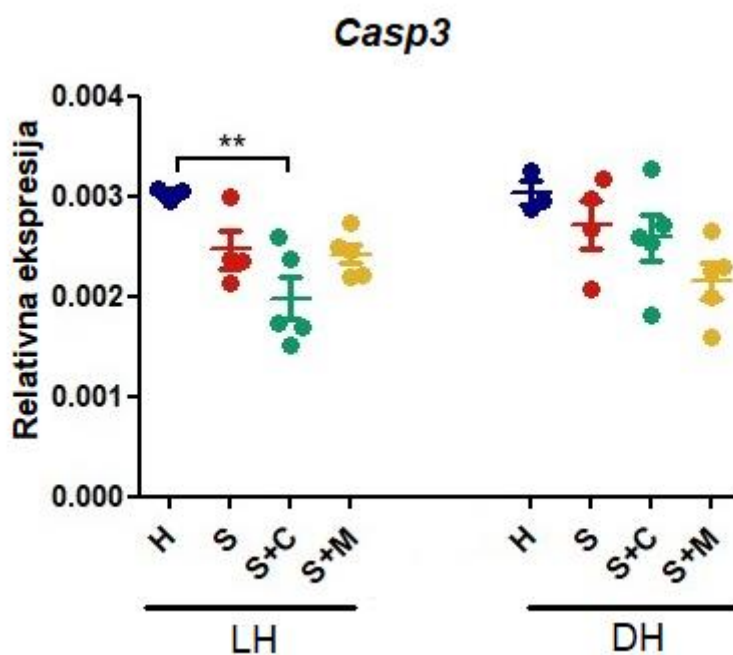 Casp3
Relativna ekspresija
0.004
0.003
0.002
0.001
0.000
**
H S S+C S+M H S S+C S+M
LH DH